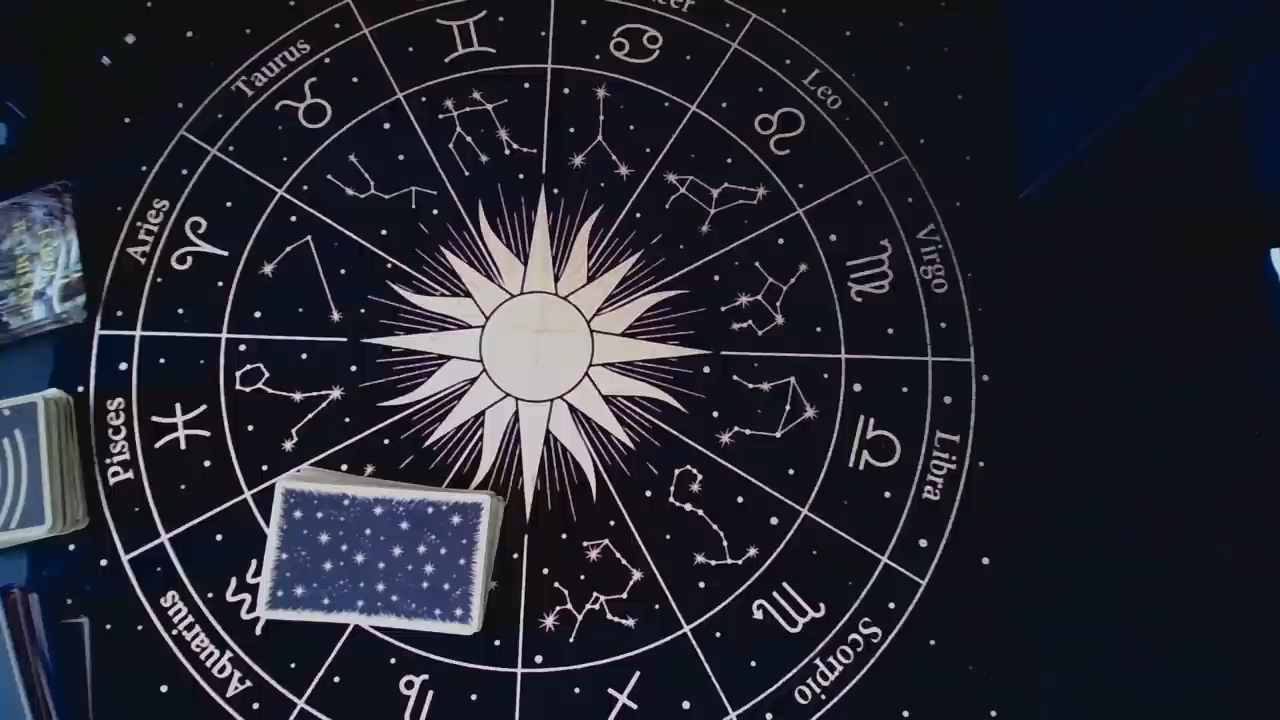 Taurus
Leo
Aries
Virgo
Pisces
Libra
Aquarius
Scorpio